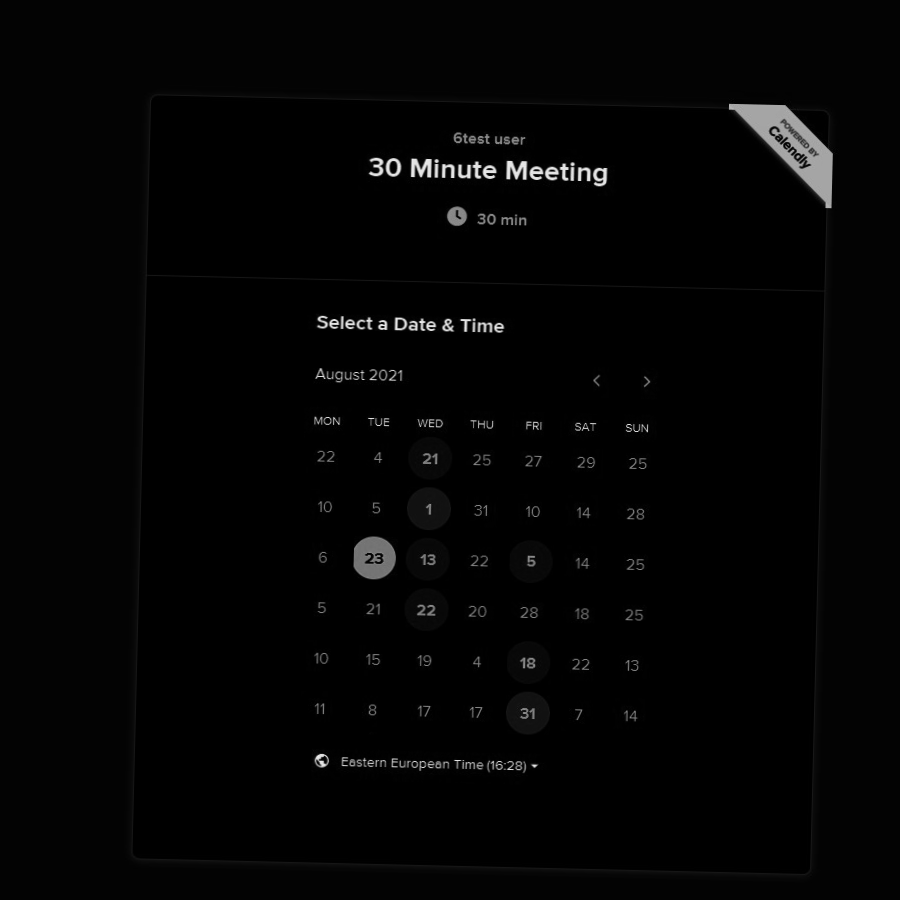 POWERED BY
Calendly
6test user
30 Minute Meeting
30 min
Select a Date & Time
August 2021
MON TUE WED THU FRI SAT SUN
22 4 21 25 27 29 25
10 5 1 31 10 14 28
6 23 13 22 5 14 25
5 21 22 20 28 18 25
10 15 19 4 18 22 13
11 8 17 17 31 7 14
Eastern European Time (16:28)